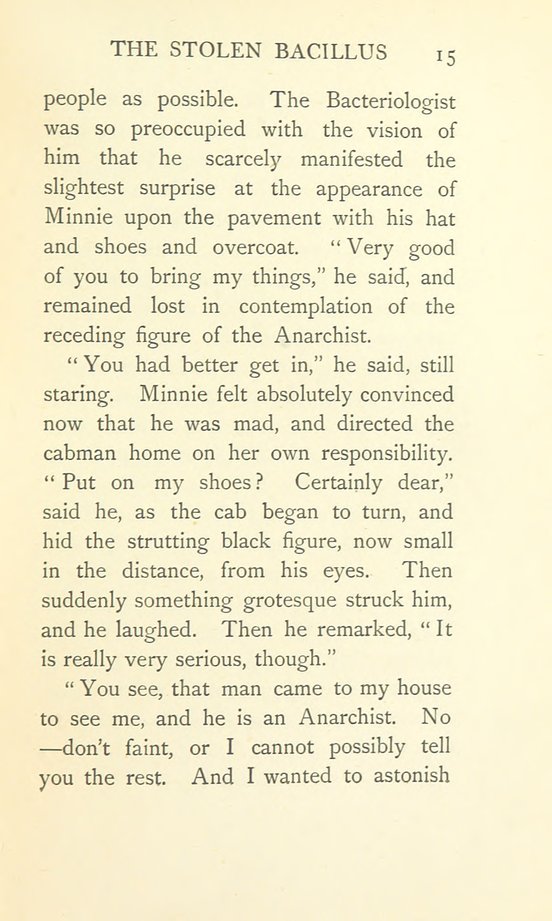 THE STOLEN BACILLUS 15
people as possible. The Bacteriologist
was so preoccupied with the vision of
him that he scarcely manifested the
slightest surprise at the appearance of
Minnie upon the pavement with his hat
and shoes and overcoat. “Very good
of you to bring my things,” he said, and
remained lost in contemplation of the
receding figure of the Anarchist.
“You had better get in,” he said, still
staring. Minnie felt absolutely convinced
now that he was mad, and directed the
cabman home on her own responsibility.
“Put on my shoes? Certainly dear,”
said he, as the cab began to turn, and
hid the strutting black figure, now small
in the distance, from his eyes. Then
suddenly something grotesque struck him,
and he laughed. Then he remarked, “It
is really very serious, though.”
“You see, that man came to my house
to see me, and he is an Anarchist. No
—don’t faint, or I cannot possibly tell
you the rest. And I wanted to astonish